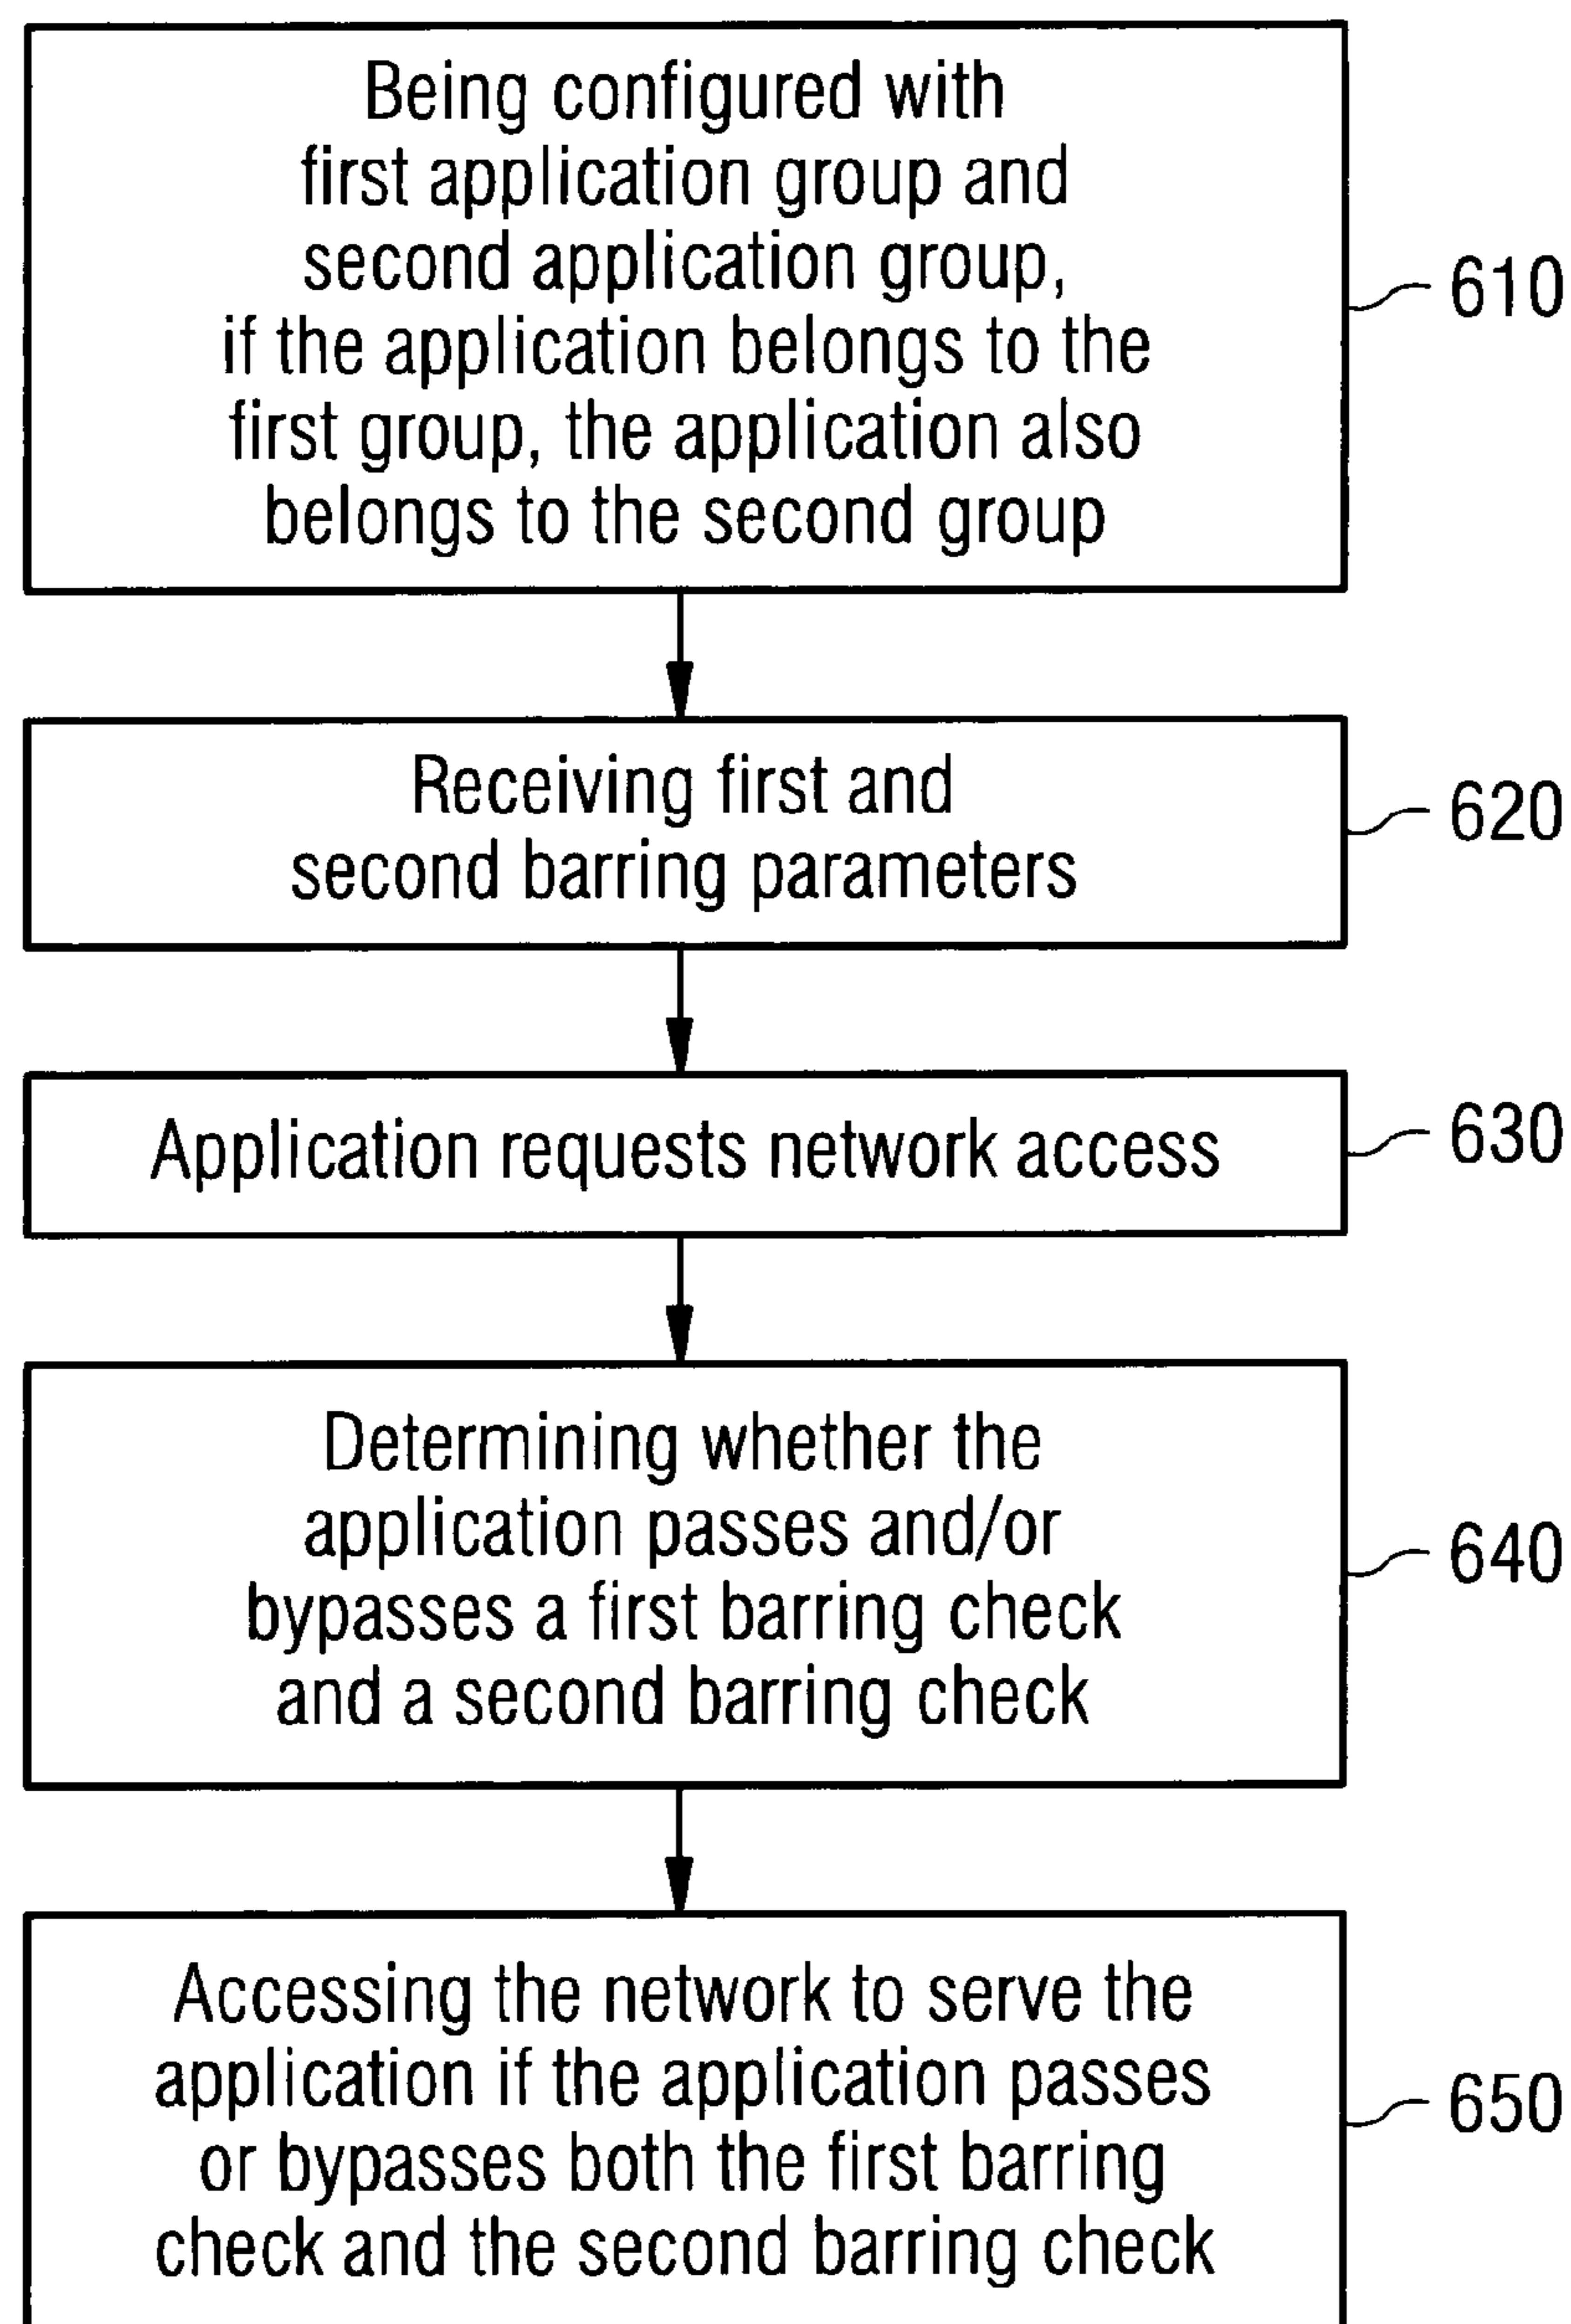 Being configured with
first application group and
second application group,
if the application belongs to the
first group, the application also
belongs to the second group
610
Receiving first and
second barring parameters
620
Application requests network access
630
Determining whether the
application passes and/or
bypasses a first barring check
and a second barring check
640
Accessing the network to serve the
application if the application passes
or bypasses both the first barring
check and the second barring check
650